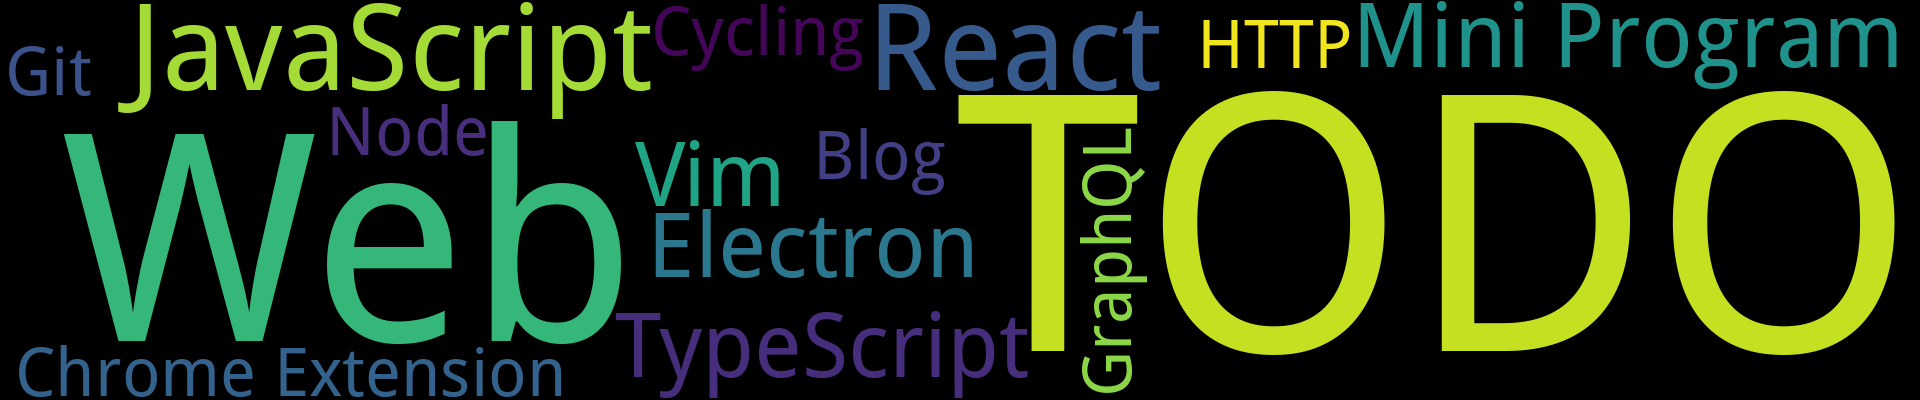 Git
JavaScript
Cycling
React
HTTP
Mini Program
Web
Node
Vim
Blog
TODO
GraphQL
Electron
TypeScript
Chrome Extension